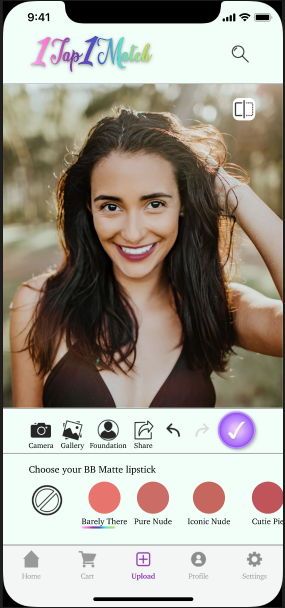 9:41
1Tap1Match
Camera Gallery Foundation Share
Choose your BB Matte lipstick
Barely There Pure Nude Iconic Nude Cutie Pie
Home Cart Upload Profile Settings